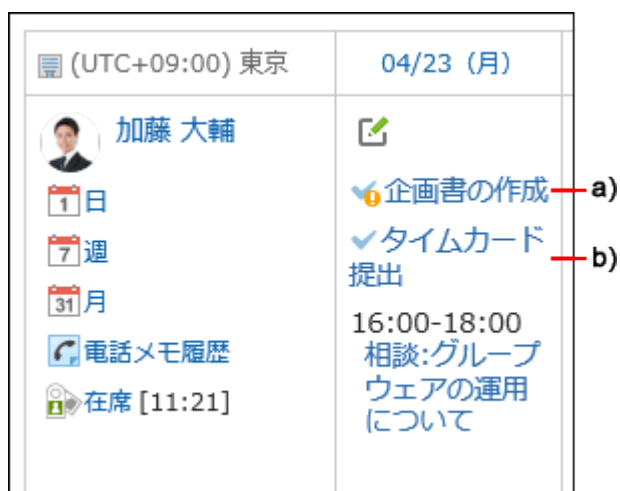 (UTC+09:00) 東京
04/23（月）
加藤 大輔
1 日
7 週
31 月
電話メモ履歴
在席 [11:21]
企画書の作成
a)
タイムカード
提出
b)
16:00-18:00
相談:グループ
ウェアの運用
について